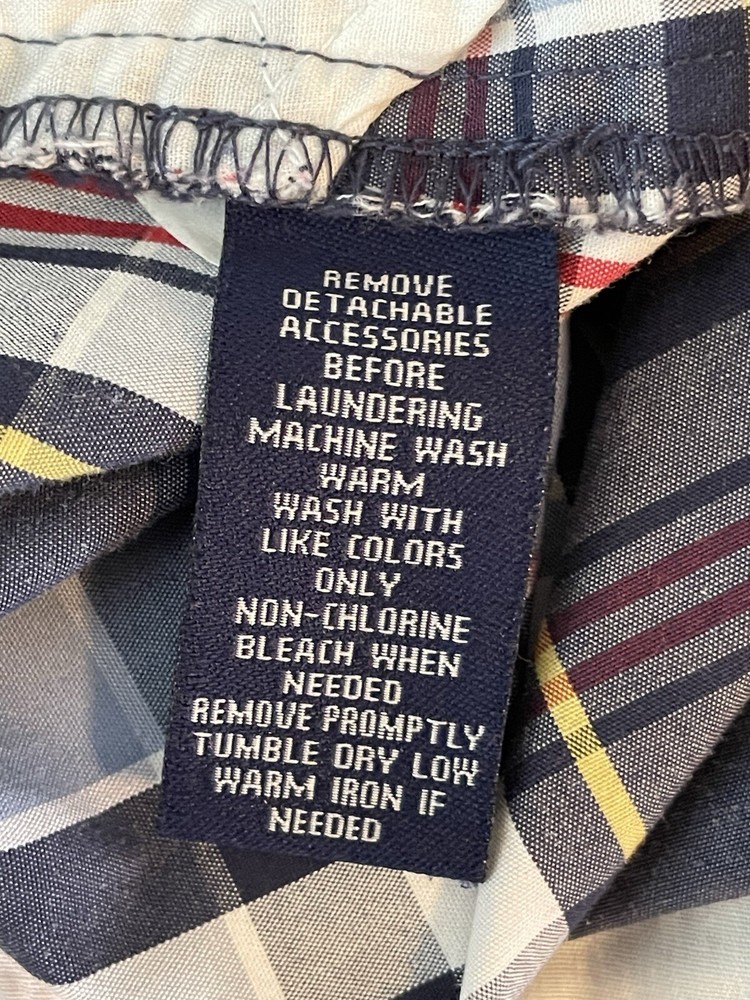 REMOVE
DETACHABLE
ACCESSORIES
BEFORE
LAUNDERING
MACHINE WASH
WARM
WASH WITH
LIKE COLORS
ONLY
NON-CHLORINE
BLEACH WHEN
NEEDED
REMOVE PROMPTLY
TUMBLE DRY LOW
WARM IRON IF
NEEDED